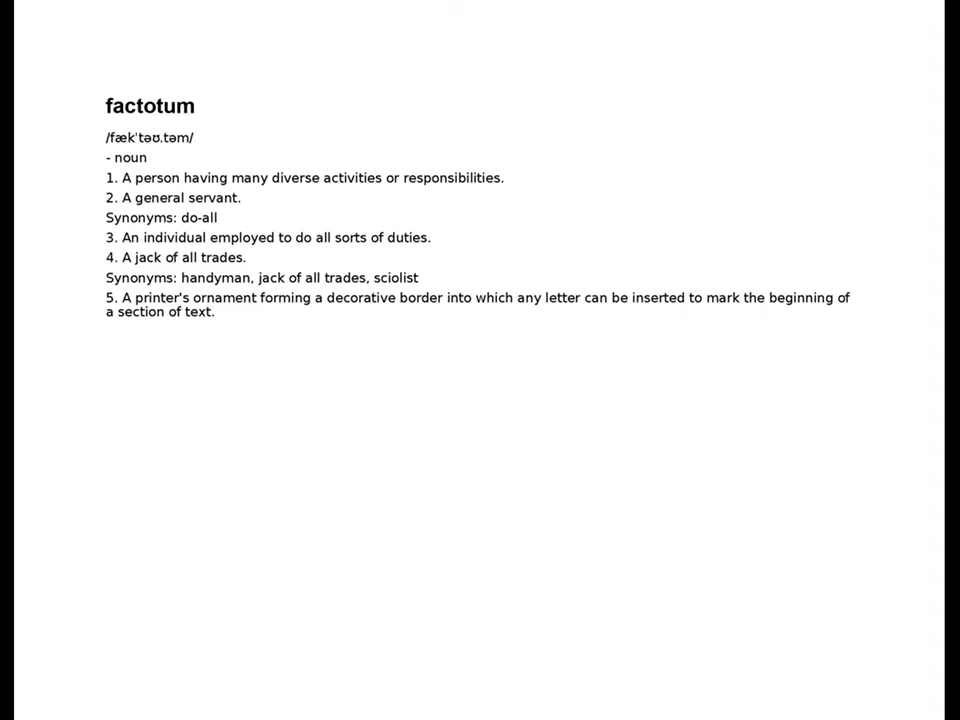 factotum
/fækˈtəʊ.təm/
- noun
1. A person having many diverse activities or responsibilities.
2. A general servant.
Synonyms: do-all
3. An individual employed to do all sorts of duties.
4. A jack of all trades.
Synonyms: handyman, jack of all trades, sciolist
5. A printer's ornament forming a decorative border into which any letter can be inserted to mark the beginning of
a section of text.